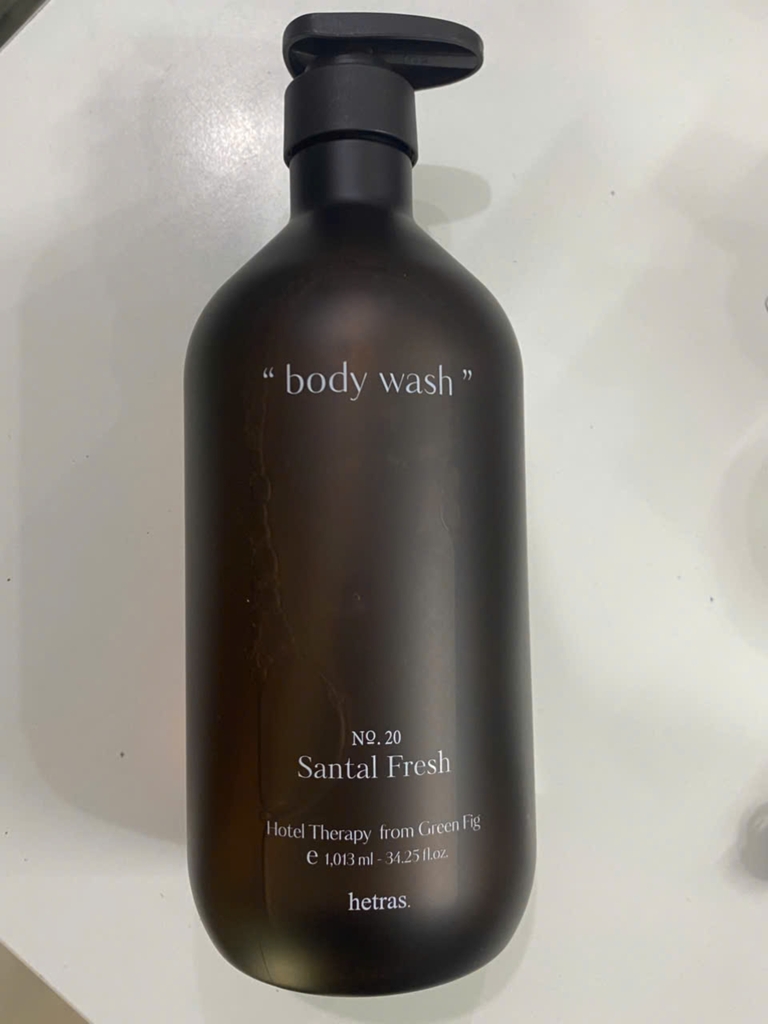 “ body wash ”
Nº. 20
Santal Fresh
Hotel Therapy from Green Fig
e 1,013 ml - 34.25 fl.oz.
hetras.